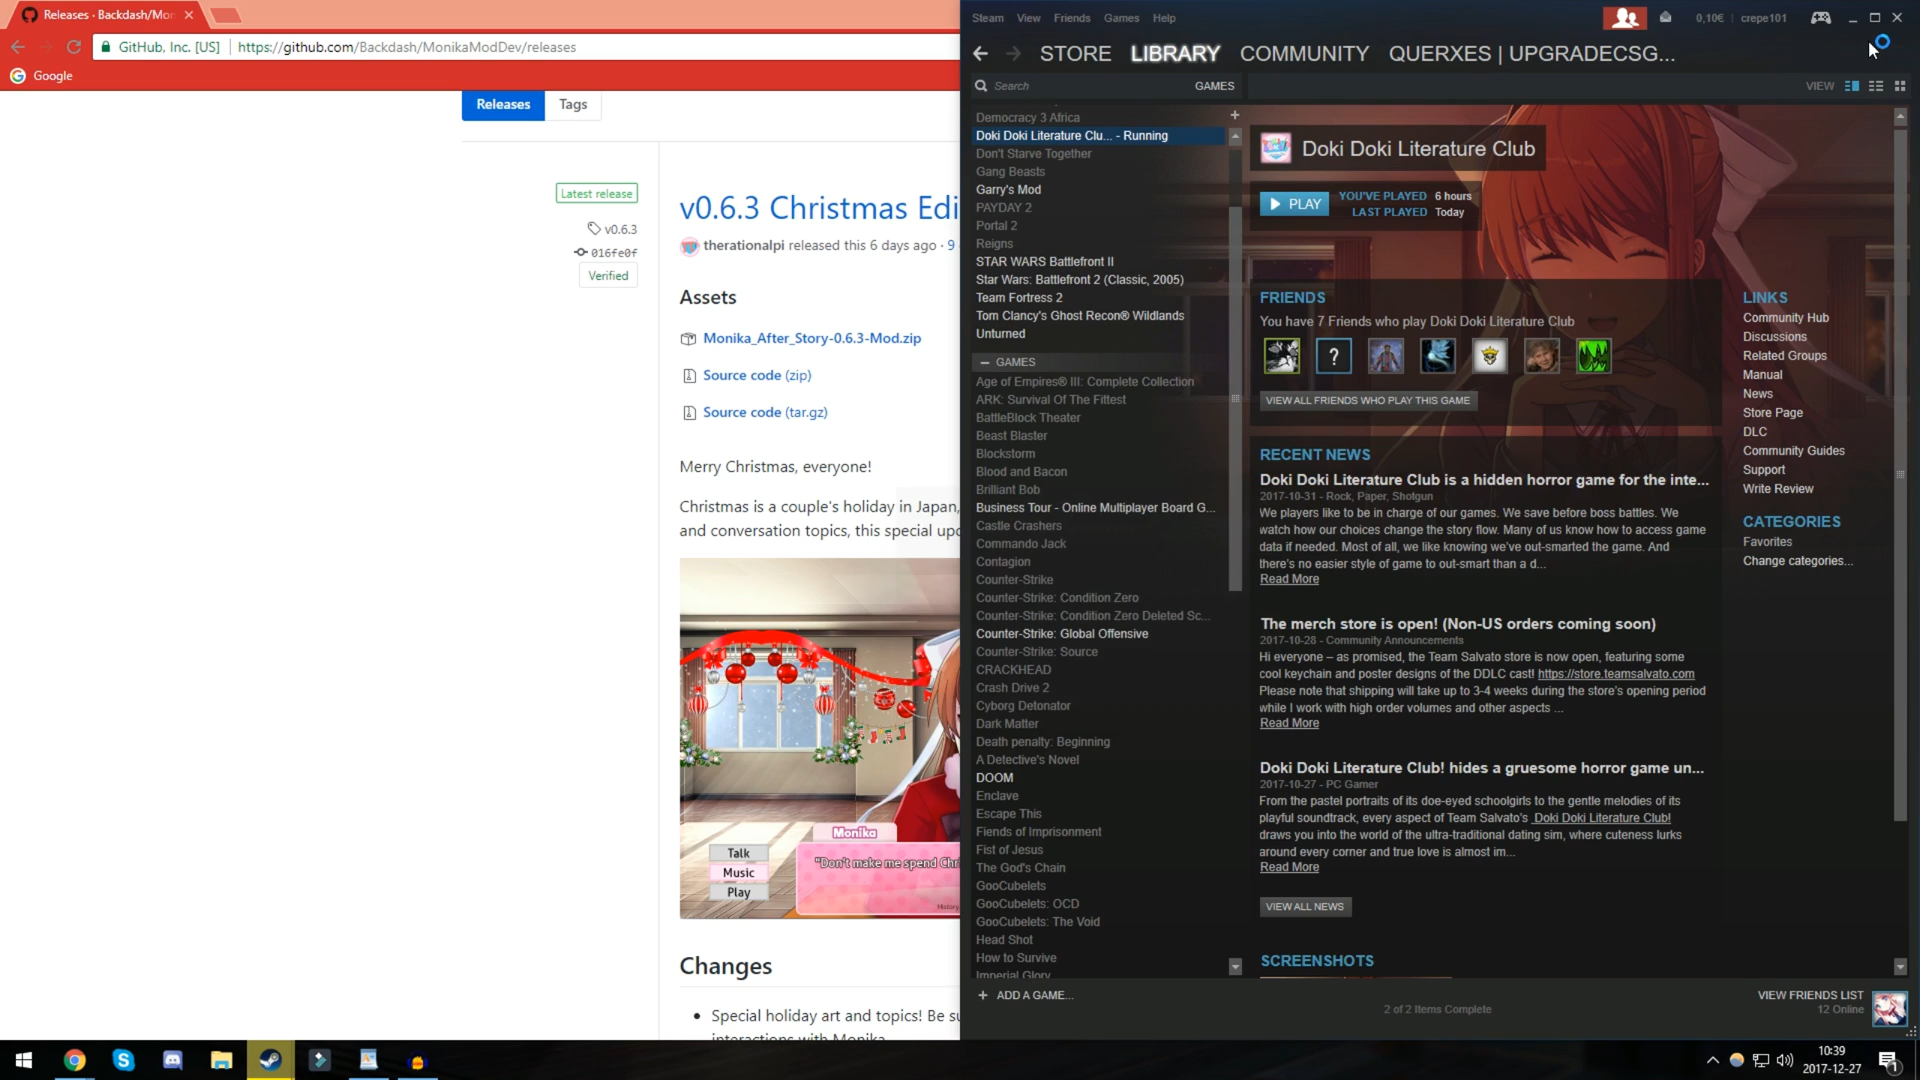 Releases · Backdash/Mon
GitHub, Inc. [US]
https://github.com/Backdash/MonikaModDev/releases
Google
Releases
Tags
Latest release
v0.6.3
016fe0f
Verified
v0.6.3 Christmas Edi
therationalpi released this 6 days ago · 9
Assets
Monika_After_Story-0.6.3-Mod.zip
Source code (zip)
Source code (tar.gz)
Merry Christmas, everyone!
Christmas is a couple's holiday in Japan,
and conversation topics, this special upd
Monika
Talk
Music
Play
"Don't make me spend Chr
History
Changes
Special holiday art and topics! Be su
interactions with Monika
Steam View Friends Games Help
0,10€
crepe101
STORE LIBRARY COMMUNITY QUERXES | UPGRADECSG...
Search
GAMES
VIEW
Democracy 3 Africa
Doki Doki Literature Clu... - Running
Don't Starve Together
Gang Beasts
Garry's Mod
PAYDAY 2
Portal 2
Reigns
STAR WARS Battlefront II
Star Wars: Battlefront 2 (Classic, 2005)
Team Fortress 2
Tom Clancy's Ghost Recon® Wildlands
Unturned
GAMES
Age of Empires® III: Complete Collection
ARK: Survival Of The Fittest
BattleBlock Theater
Beast Blaster
Blockstorm
Blood and Bacon
Brilliant Bob
Business Tour - Online Multiplayer Board G...
Castle Crashers
Commando Jack
Contagion
Counter-Strike
Counter-Strike: Condition Zero
Counter-Strike: Condition Zero Deleted Sc...
Counter-Strike: Global Offensive
Counter-Strike: Source
CRACKHEAD
Crash Drive 2
Cyborg Detonator
Dark Matter
Death penalty: Beginning
A Detective's Novel
DOOM
Enclave
Escape This
Fiends of Imprisonment
Fist of Jesus
The God's Chain
GooCubelets
GooCubelets: OCD
GooCubelets: The Void
Head Shot
How to Survive
Imperial Glory
+ ADD A GAME...
Doki Doki Literature Club
PLAY
YOU'VE PLAYED 6 hours
LAST PLAYED Today
FRIENDS
You have 7 Friends who play Doki Doki Literature Club
?
VIEW ALL FRIENDS WHO PLAY THIS GAME
RECENT NEWS
Doki Doki Literature Club is a hidden horror game for the inte...
2017-10-31 - Rock, Paper, Shotgun
We players like to be in charge of our games. We save before boss battles. We
watch how our choices change the story flow. Many of us know how to access game
data if needed. Most of all, we like knowing we've out-smarted the game. And
there's no easier style of game to out-smart than a d...
Read More
The merch store is open! (Non-US orders coming soon)
2017-10-28 - Community Announcements
Hi everyone – as promised, the Team Salvato store is now open, featuring some
cool keychain and poster designs of the DDLC cast! https://store.teamsalvato.com
Please note that shipping will take up to 3-4 weeks during the store's opening period
while I work with high order volumes and other aspects ...
Read More
Doki Doki Literature Club! hides a gruesome horror game un...
2017-10-27 - PC Gamer
From the pastel portraits of its doe-eyed schoolgirls to the gentle melodies of its
playful soundtrack, every aspect of Team Salvato's Doki Doki Literature Club!
draws you into the world of the ultra-traditional dating sim, where cuteness lurks
around every corner and true love is almost im...
Read More
VIEW ALL NEWS
SCREENSHOTS
LINKS
Community Hub
Discussions
Related Groups
Manual
News
Store Page
DLC
Community Guides
Support
Write Review
CATEGORIES
Favorites
Change categories...
2 of 2 Items Complete
VIEW FRIENDS LIST
12 Online
10:39
2017-12-27
1